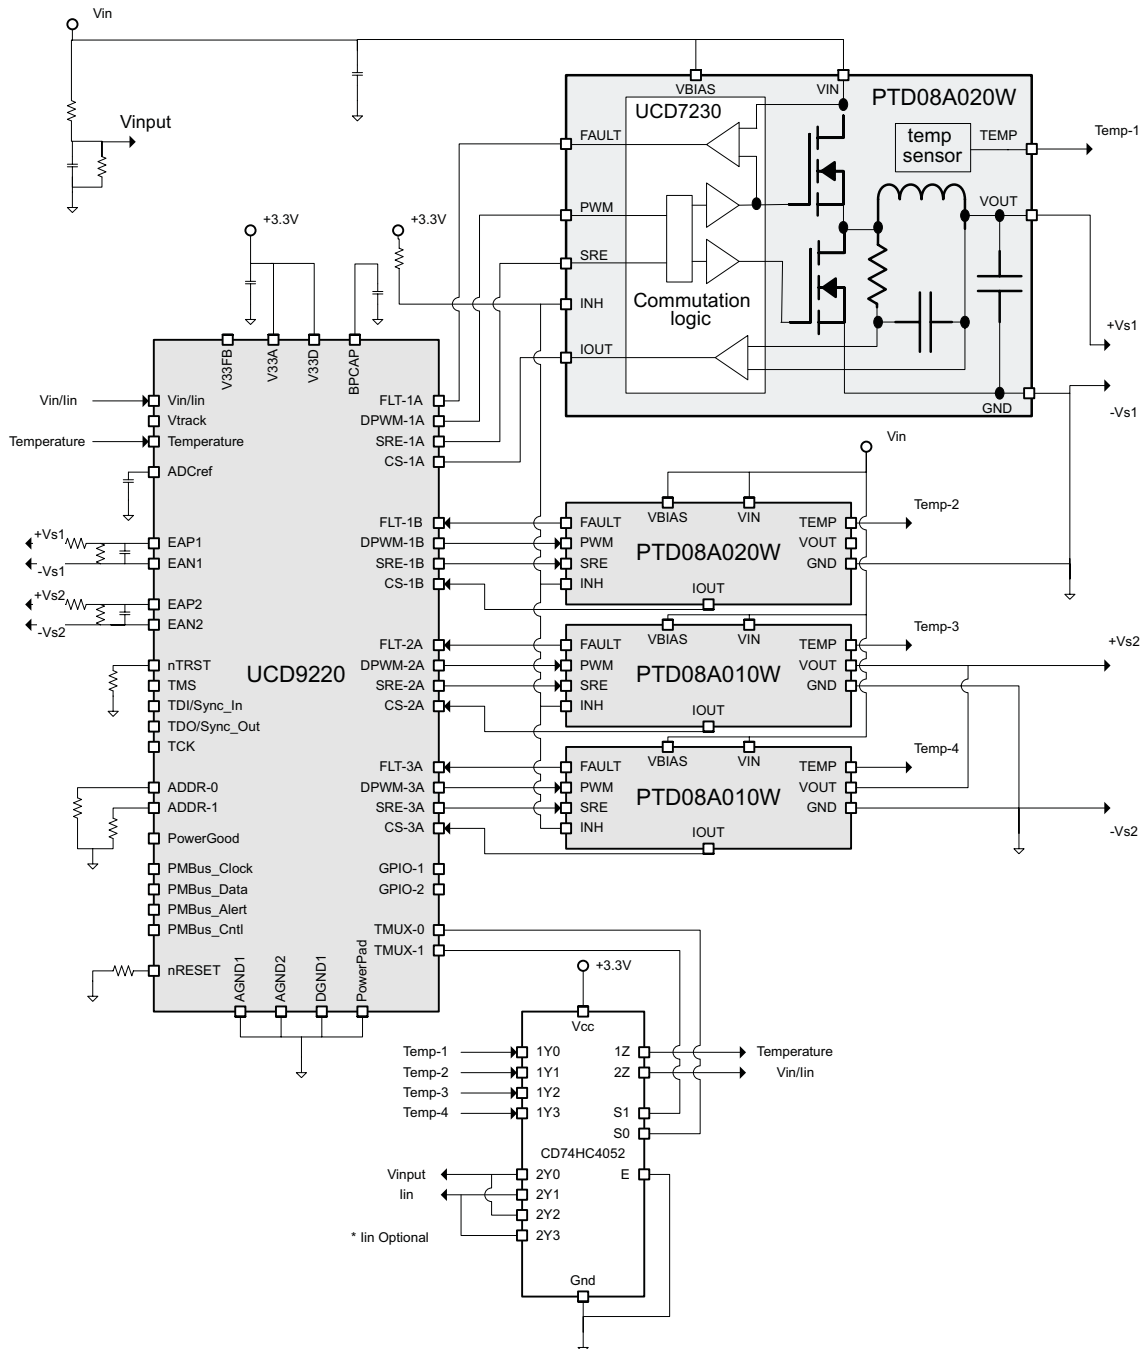 Vin
Vinput
+3.3V
+3.3V
VBIAS
VIN
PTD08A020W
UCD7230
FAULT
temp
sensor
TEMP
Temp-1
PWM
VOUT
SRE
INH
Commutation
logic
IOUT
+Vs1
GND
-Vs1
V33FB
V33A
V33D
BPCAP
Vin/Iin
Vin/Iin
FLT-1A
Vtrack
DPWM-1A
Temperature
Temperature
SRE-1A
CS-1A
ADCref
Vin
VBIAS
VIN
Temp-2
FLT-1B
FAULT
TEMP
+Vs1
EAP1
DPWM-1B
PWM
PTD08A020W
VOUT
-Vs1
EAN1
SRE-1B
SRE
GND
CS-1B
INH
IOUT
+Vs2
EAP2
-Vs2
EAN2
VBIAS
VIN
Temp-3
FLT-2A
FAULT
TEMP
+Vs2
nTRST
UCD9220
DPWM-2A
PWM
PTD08A010W
VOUT
TMS
SRE-2A
SRE
GND
TDI/Sync_In
CS-2A
INH
IOUT
TDO/Sync_Out
TCK
VBIAS
VIN
Temp-4
FLT-3A
FAULT
TEMP
ADDR-0
DPWM-3A
PWM
PTD08A010W
VOUT
ADDR-1
SRE-3A
SRE
GND
CS-3A
INH
IOUT
-Vs2
PowerGood
PMBus_Clock
GPIO-1
PMBus_Data
GPIO-2
PMBus_Alert
PMBus_Cntl
TMUX-0
TMUX-1
nRESET
AGND1
AGND2
DGND1
PowerPad
+3.3V
Vcc
Temp-1
1Y0
1Z
Temperature
Temp-2
1Y1
2Z
Vin/Iin
Temp-3
1Y2
Temp-4
1Y3
S1
S0
CD74HC4052
Vinput
2Y0
E
Iin
2Y1
2Y2
* Iin Optional
2Y3
Gnd